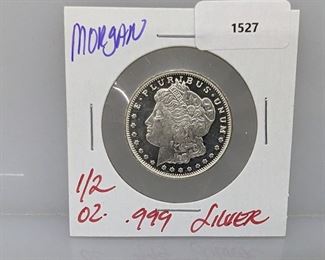 1527
MORGAN
E·PLURIBUS·UNUM
1/2
OZ. .999 SILVER